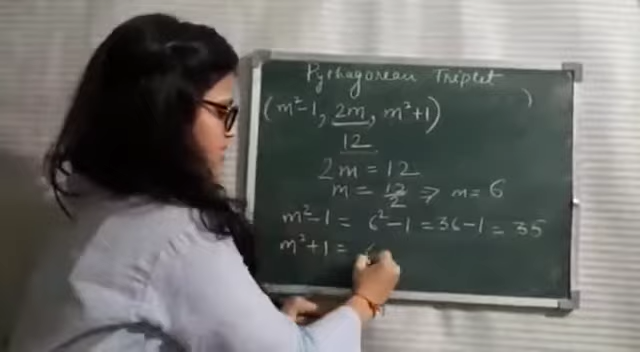 Pythagorean Triplet
(m²-1, 2m, m²+1) )
12
2m = 12
m = 12/2 ⇒ m = 6
m²-1 = 6²-1 = 36-1 = 35
m²+1 =